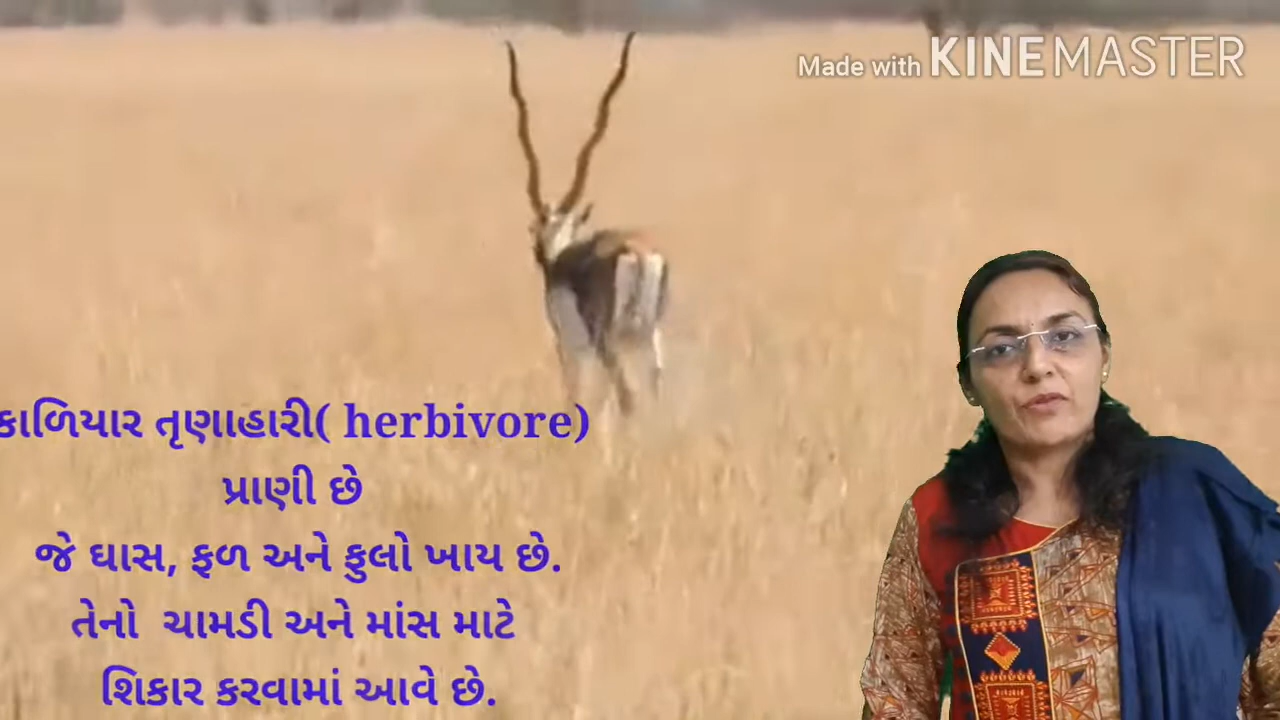 Made with KINEMASTER
કાળિયાર તૃણાહારી( herbivore)
પ્રાણી છે
જે ઘાસ, ફળ અને ફુલો ખાય છે.
તેનો ચામડી અને માંસ માટે
શિકાર કરવામાં આવે છે.